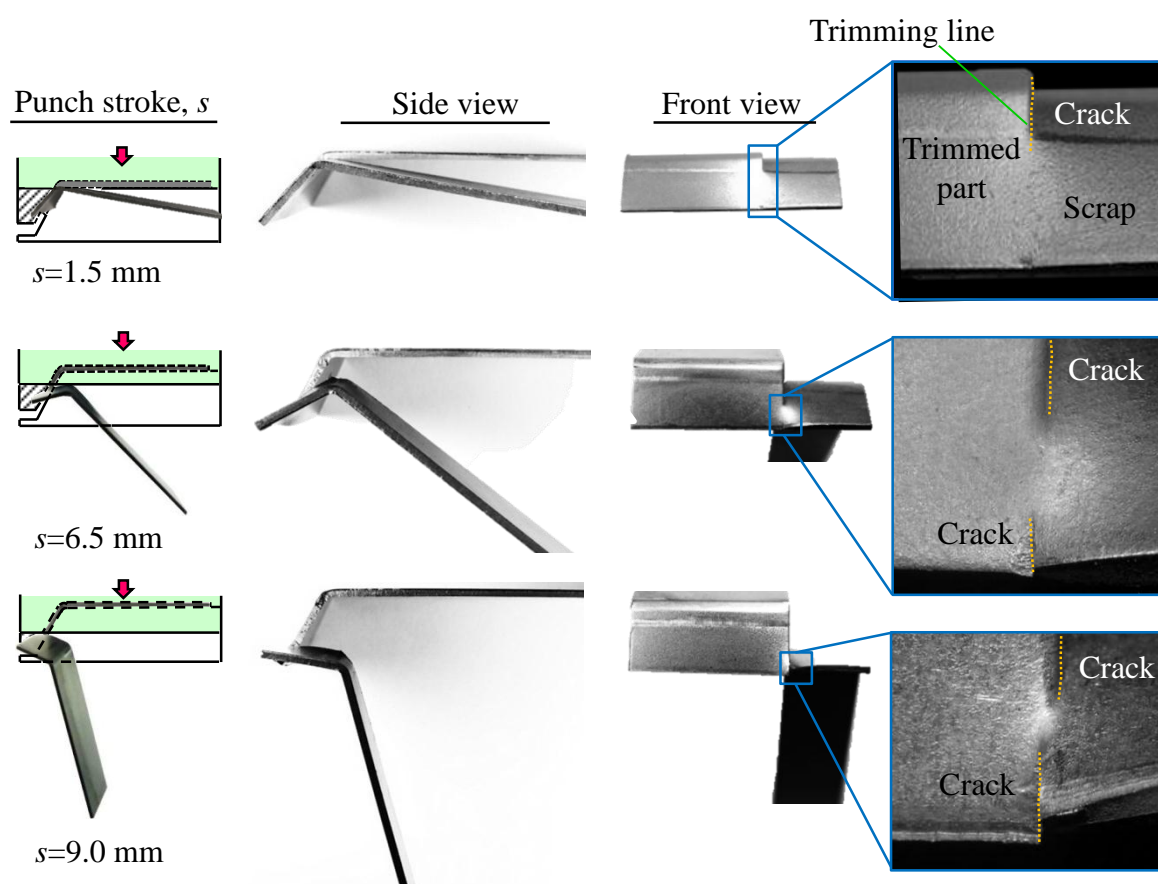 Trimming line
Punch stroke, s
Side view
Front view
Crack
Trimmed
part
Scrap
s=1.5 mm
Crack
Crack
s=6.5 mm
Crack
Crack
s=9.0 mm